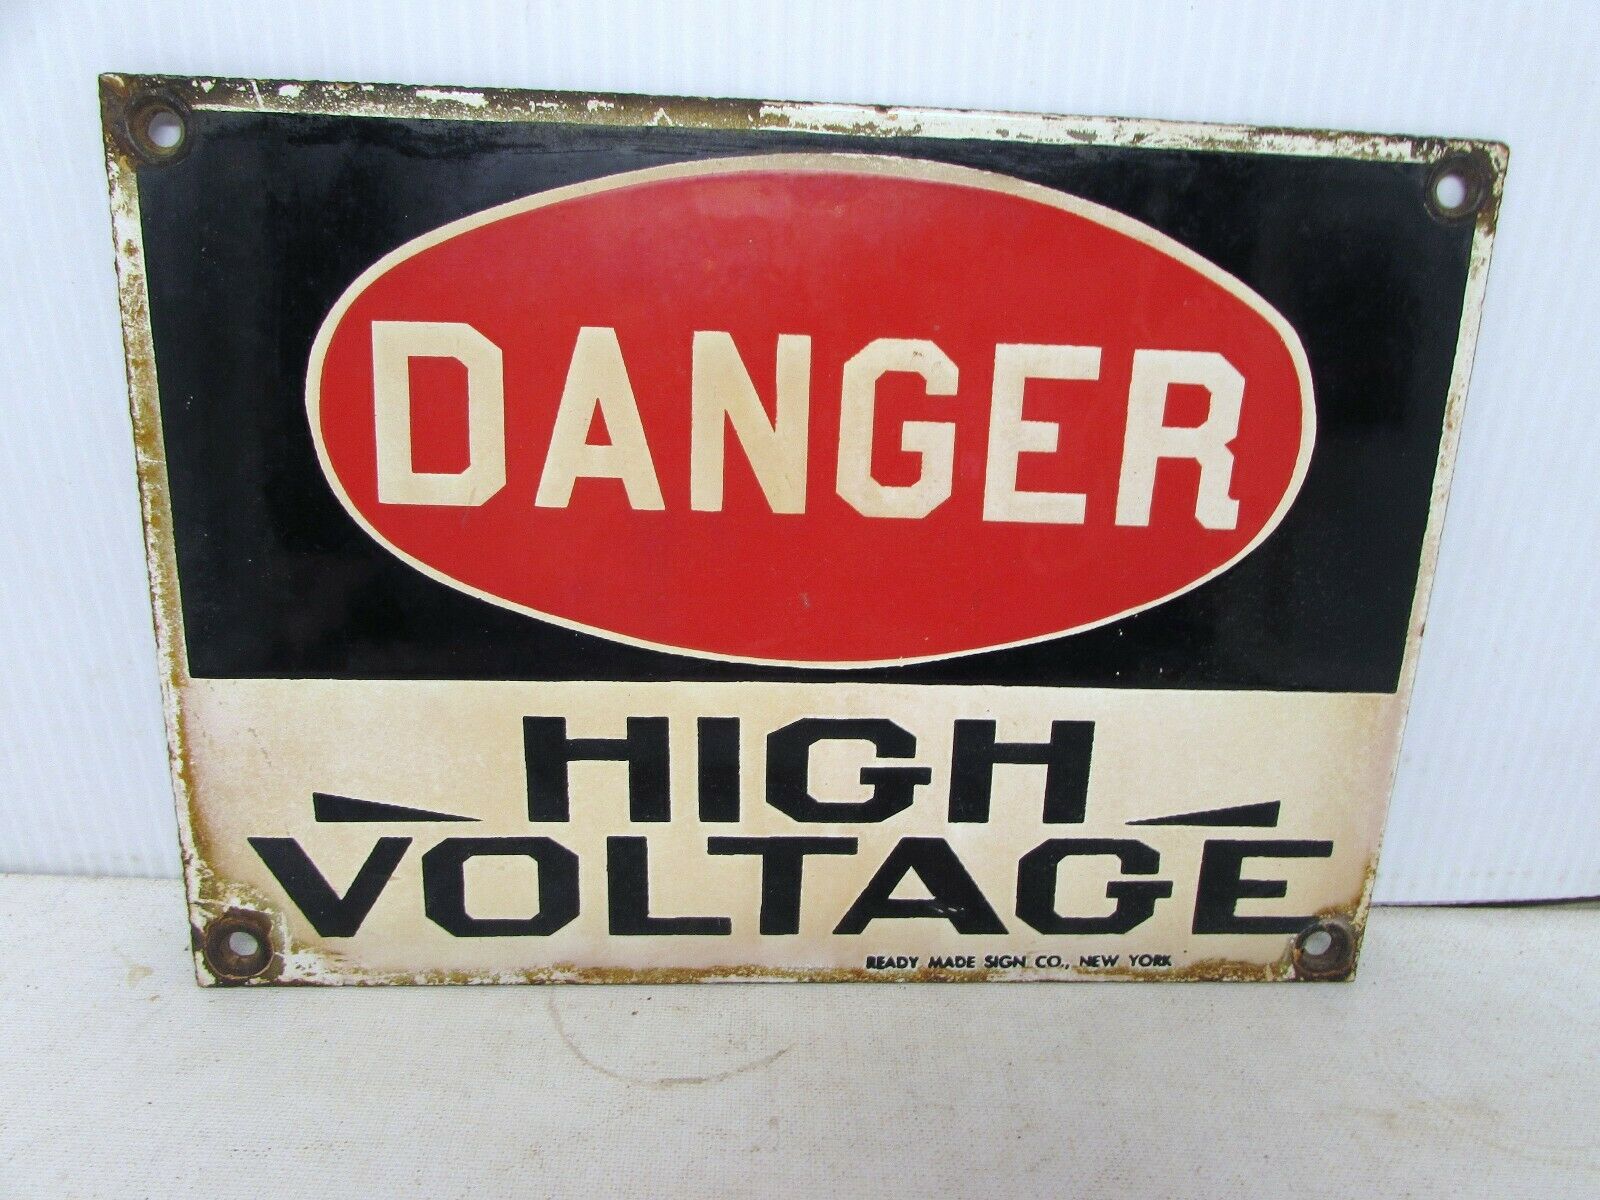 DANGER
HIGH
VOLTAGE
READY MADE SIGN CO., NEW YORK